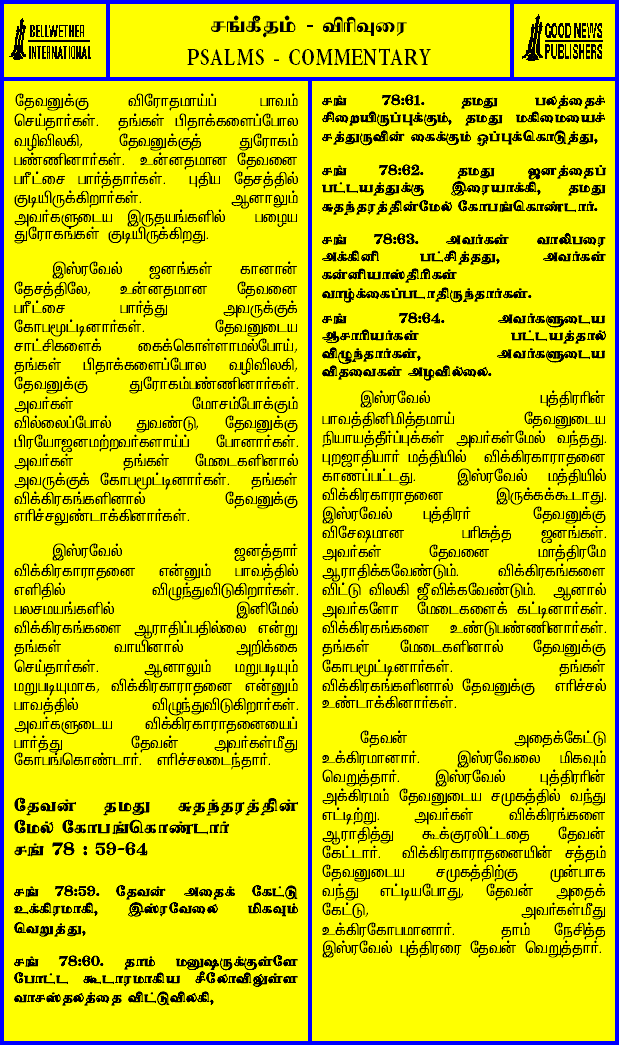 BELLWETHER
INTERNATIONAL
சங்கீதம் - விரிவுரை
PSALMS - COMMENTARY
GOOD NEWS
PUBLISHERS
தேவனுக்கு விரோதமாய்ப் பாவம்
செய்தார்கள். தங்கள் பிதாக்களைப்போல
வழிவிலகி, தேவனுக்குத் துரோகம்
பண்ணினார்கள். உன்னதமான தேவனை
பரீட்சை பார்த்தார்கள். புதிய தேசத்தில்
குடியிருக்கிறார்கள். ஆனாலும்
அவர்களுடைய இருதயங்களில் பழைய
துரோகங்கள் குடியிருக்கிறது.
இஸ்ரவேல் ஜனங்கள் கானான்
தேசத்திலே, உன்னதமான தேவனை
பரீட்சை பார்த்து அவருக்குக்
கோபமூட்டினார்கள். தேவனுடைய
சாட்சிகளைக் கைக்கொள்ளாமல்போய்,
தங்கள் பிதாக்களைப்போல வழிவிலகி,
தேவனுக்கு துரோகம்பண்ணினார்கள்.
அவர்கள் மோசம்போக்கும்
வில்லைப்போல் துவண்டு, தேவனுக்கு
பிரயோஜனமற்றவர்களாய்ப் போனார்கள்.
அவர்கள் தங்கள் மேடைகளினால்
அவருக்குக் கோபமூட்டினார்கள். தங்கள்
விக்கிரகங்களினால் தேவனுக்கு
எரிச்சலுண்டாக்கினார்கள்.
இஸ்ரவேல் ஜனத்தார்
விக்கிரகாராதனை என்னும் பாவத்தில்
எளிதில் விழுந்துவிடுகிறார்கள்.
பலசமயங்களில் இனிமேல்
விக்கிரகங்களை ஆராதிப்பதில்லை என்று
தங்கள் வாயினால் அறிக்கை
செய்தார்கள். ஆனாலும் மறுபடியும்
மறுபடியுமாக, விக்கிரகாராதனை என்னும்
பாவத்தில் விழுந்துவிடுகிறார்கள்.
அவர்களுடைய விக்கிரகாராதனையைப்
பார்த்து தேவன் அவர்கள்மீது
கோபங்கொண்டார். எரிச்சலடைந்தார்.
தேவன் தமது சுதந்தரத்தின்
மேல் கோபங்கொண்டார்
சங் 78 : 59-64
சங் 78:59. தேவன் அதைக் கேட்டு
உக்கிரமாகி, இஸ்ரவேலை மிகவும்
வெறுத்து,
சங் 78:60. தாம் மனுஷருக்குள்ளே
போட்ட கூடாரமாகிய சீலோவிலுள்ள
வாசஸ்தலத்தை விட்டுவிலகி,
சங் 78:61. தமது பலத்தைச்
சிறையிருப்புக்கும், தமது மகிமையைச்
சத்துருவின் கைக்கும் ஒப்புக்கொடுத்து,
சங் 78:62. தமது ஜனத்தைப்
பட்டயத்துக்கு இரையாக்கி, தமது
சுதந்தரத்தின்மேல் கோபங்கொண்டார்.
சங் 78:63. அவர்கள் வாலிபரை
அக்கினி பட்சித்தது, அவர்கள்
கன்னியாஸ்திரிகள்
வாழ்க்கைப்படாதிருந்தார்கள்.
சங் 78:64. அவர்களுடைய
ஆசாரியர்கள் பட்டயத்தால்
விழுந்தார்கள், அவர்களுடைய
விதவைகள் அழவில்லை.
இஸ்ரவேல் புத்திரரின்
பாவத்தினிமித்தமாய் தேவனுடைய
நியாயத்தீர்ப்புக்கள் அவர்கள்மேல் வந்தது.
புறஜாதியார் மத்தியில் விக்கிரகாராதனை
காணப்பட்டது. இஸ்ரவேல் மத்தியில்
விக்கிரகாராதனை இருக்கக்கூடாது.
இஸ்ரவேல் புத்திரர் தேவனுக்கு
விசேஷமான பரிசுத்த ஜனங்கள்.
அவர்கள் தேவனை மாத்திரமே
ஆராதிக்கவேண்டும். விக்கிரகங்களை
விட்டு விலகி ஜீவிக்கவேண்டும். ஆனால்
அவர்களோ மேடைகளைக் கட்டினார்கள்.
விக்கிரகங்களை உண்டுபண்ணினார்கள்.
தங்கள் மேடைகளினால் தேவனுக்கு
கோபமூட்டினார்கள். தங்கள்
விக்கிரகங்களினால் தேவனுக்கு எரிச்சல்
உண்டாக்கினார்கள்.
தேவன் அதைக்கேட்டு
உக்கிரமானார். இஸ்ரவேலை மிகவும்
வெறுத்தார். இஸ்ரவேல் புத்திரரின்
அக்கிரமம் தேவனுடைய சமுகத்தில் வந்து
எட்டிற்று. அவர்கள் விக்கிரங்களை
ஆராதித்து கூக்குரலிட்டதை தேவன்
கேட்டார். விக்கிரகாராதனையின் சத்தம்
தேவனுடைய சமுகத்திற்கு முன்பாக
வந்து எட்டியபோது, தேவன் அதைக்
கேட்டு, அவர்கள்மீது
உக்கிரகோபமானார். தாம் நேசித்த
இஸ்ரவேல் புத்திரரை தேவன் வெறுத்தார்.